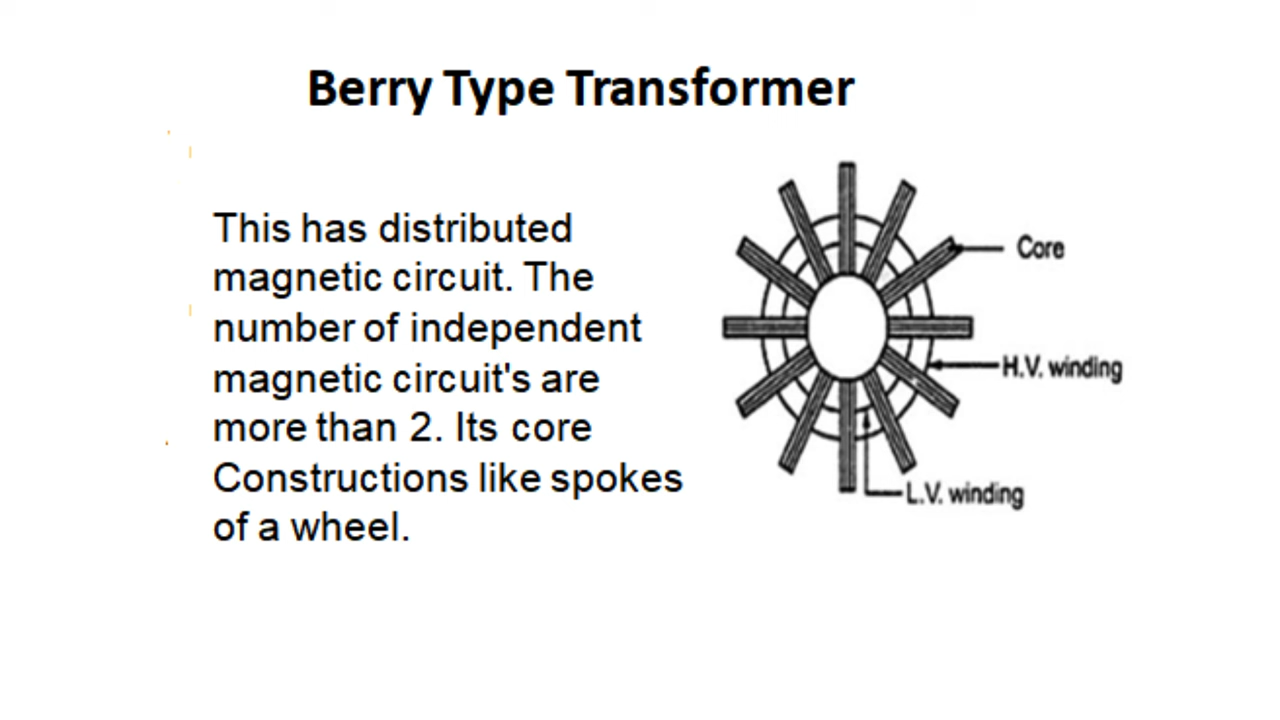 Berry Type Transformer
This has distributed
magnetic circuit. The
number of independent
magnetic circuit's are
more than 2. Its core
Constructions like spokes
of a wheel.
Core
H.V. winding
L.V. winding